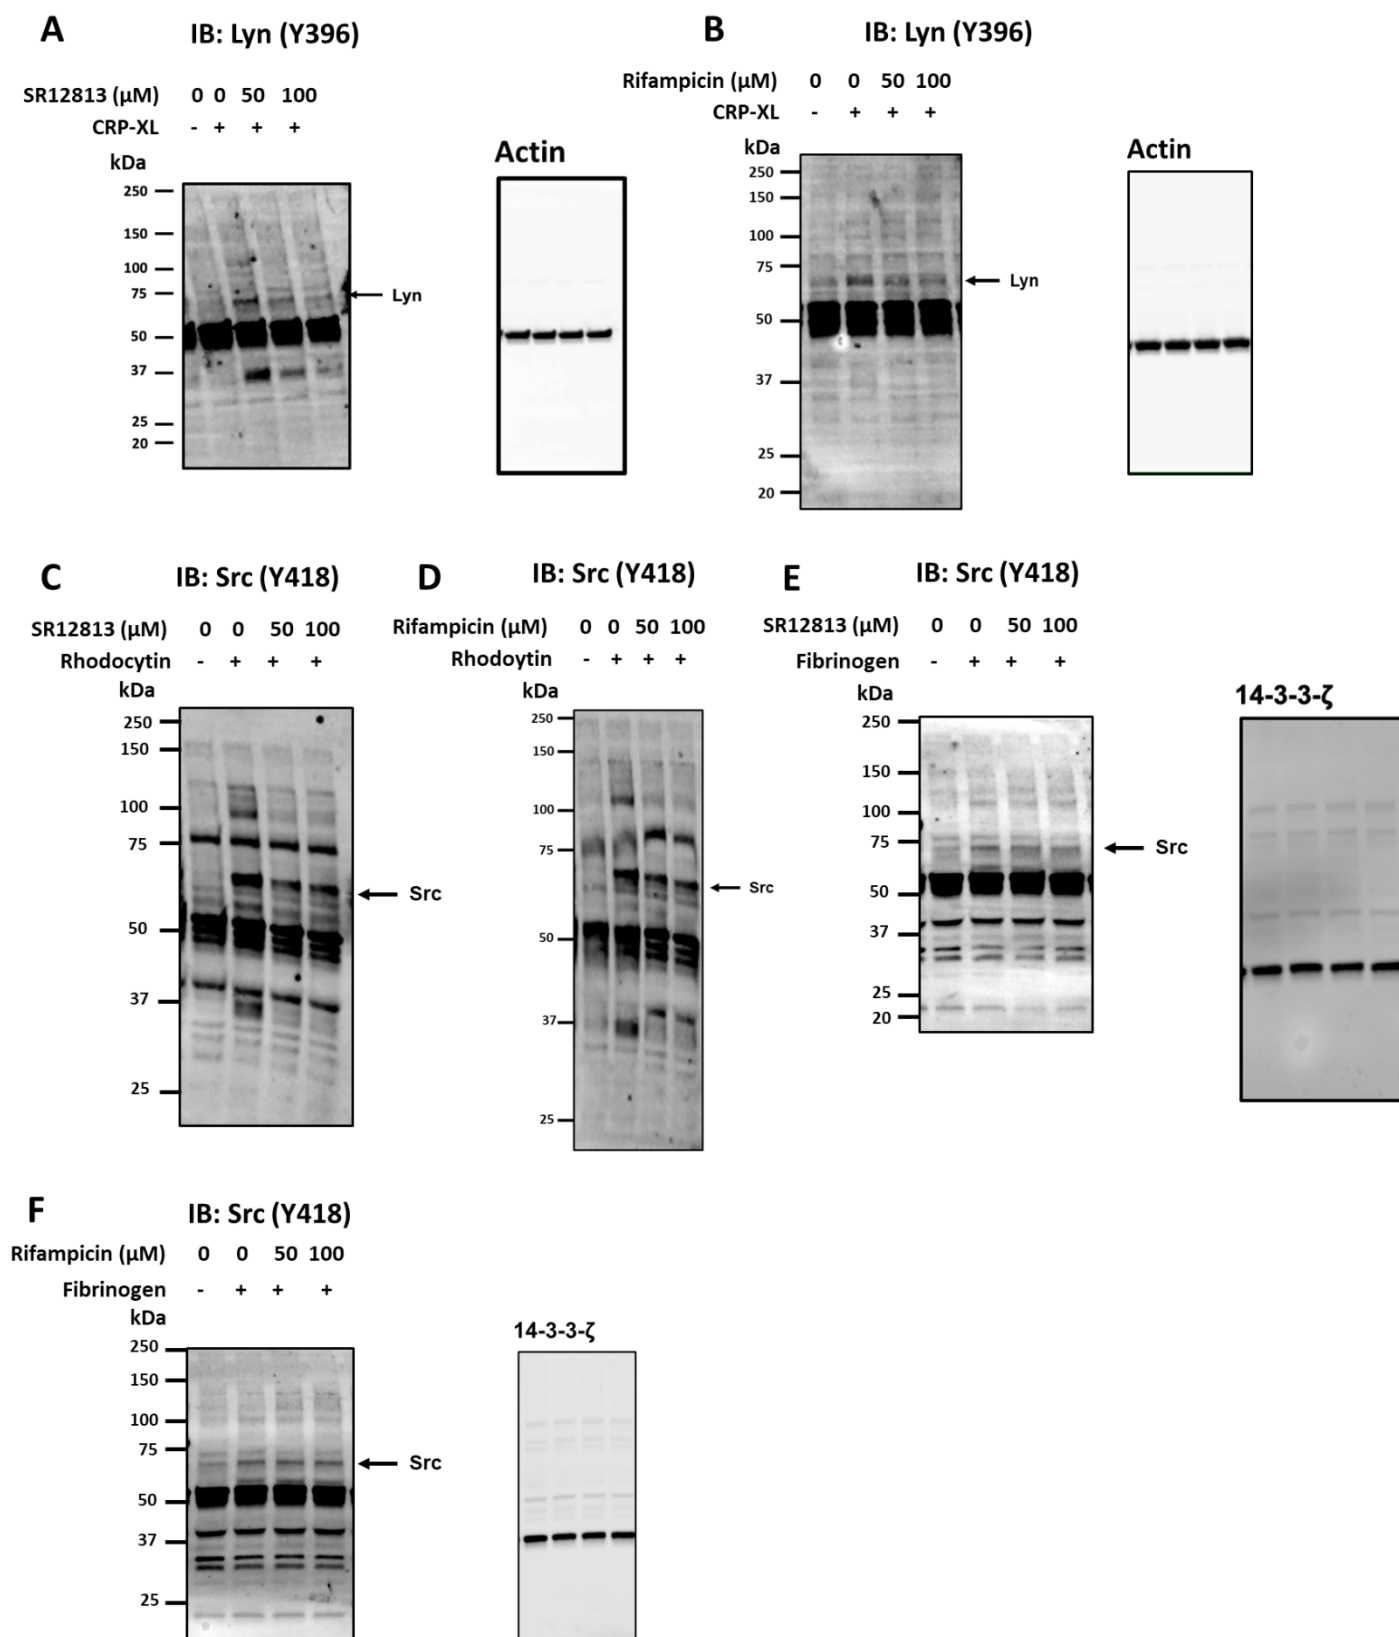 A
IB: Lyn (Y396)
SR12813 (µM) 0 0 50 100
CRP-XL - + + +
kDa
250
150
100
75
50
37
25
20
Lyn
Actin
B
IB: Lyn (Y396)
Rifampicin (µM) 0 0 50 100
CRP-XL - + + +
kDa
250
150
100
75
50
37
25
20
Lyn
Actin
C
IB: Src (Y418)
SR12813 (µM) 0 0 50 100
Rhodocytin - + + +
kDa
250
150
100
75
50
37
25
Src
D
IB: Src (Y418)
Rifampicin (µM) 0 0 50 100
Rhodoytin - + + +
kDa
250
150
100
75
50
37
25
Src
E
IB: Src (Y418)
SR12813 (µM) 0 0 50 100
Fibrinogen - + + +
kDa
250
150
100
75
50
37
25
20
Src
14-3-3-ζ
F
IB: Src (Y418)
Rifampicin (µM) 0 0 50 100
Fibrinogen - + + +
kDa
250
150
100
75
50
37
25
Src
14-3-3-ζ